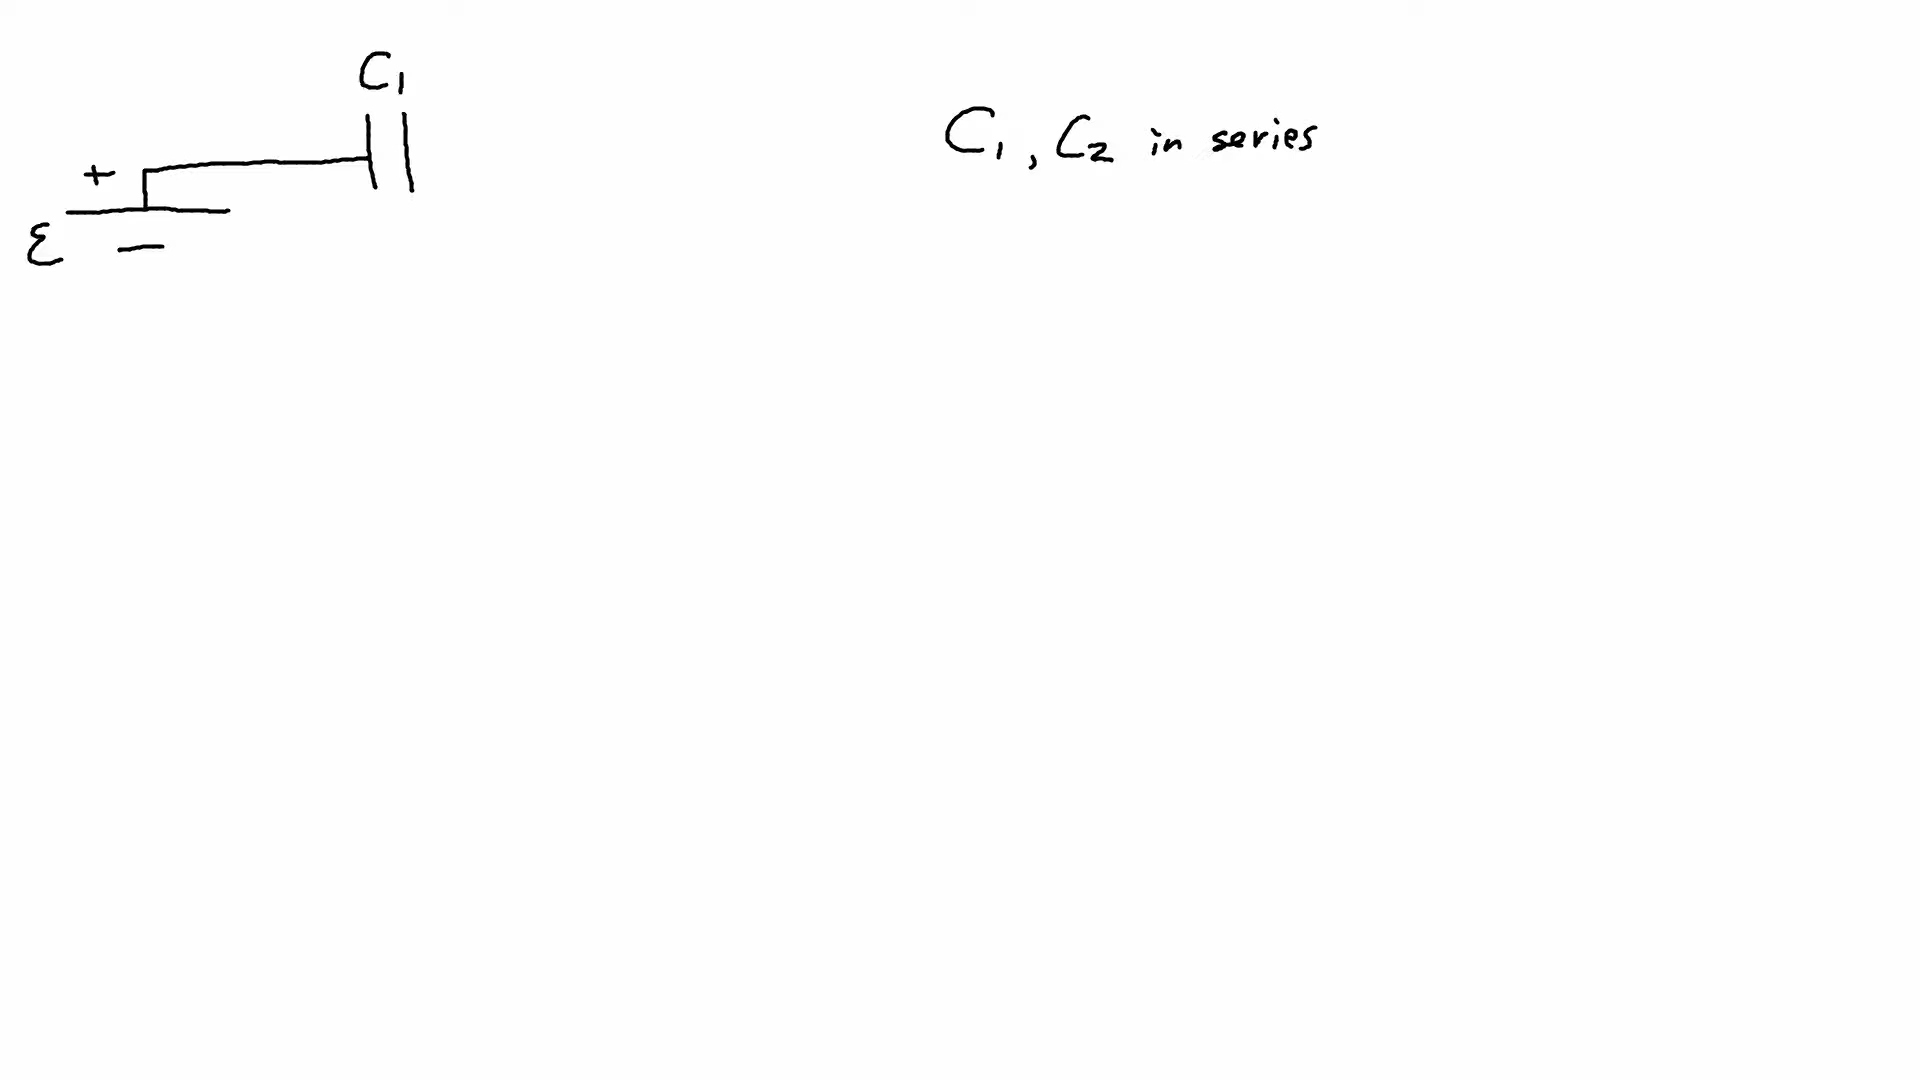 C₁
C₁, C₂ in series
+
ℰ −